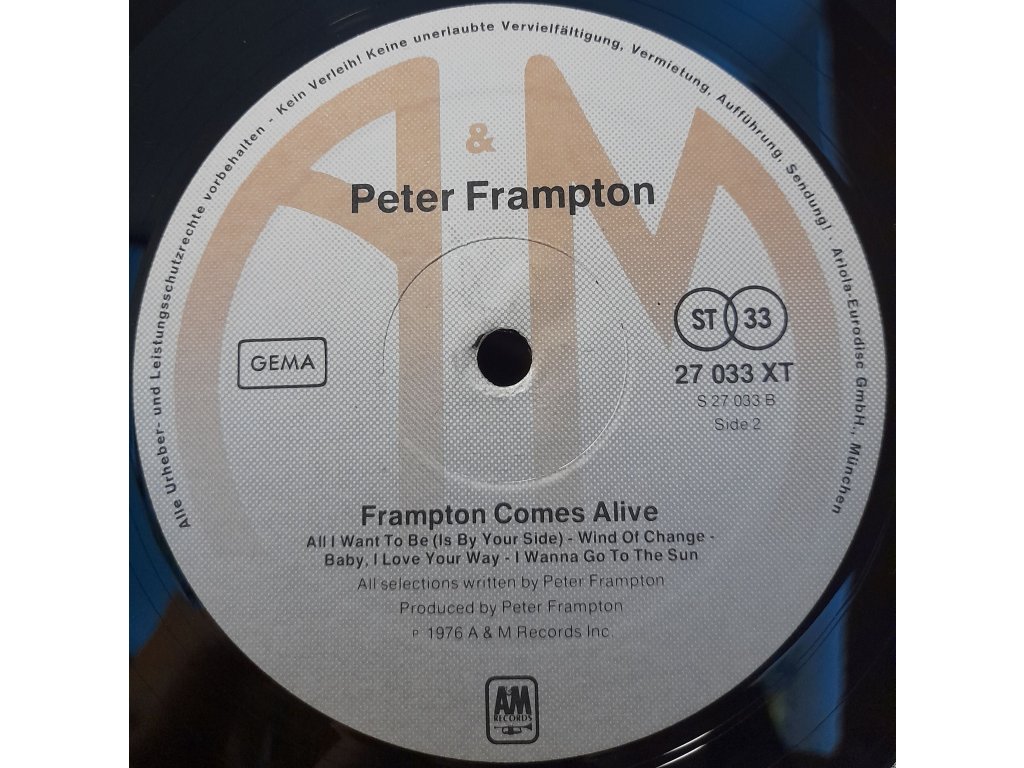 Alle Urheber- und Leistungsschutzrechte vorbehalten - Kein Verleih! Keine unerlaubte Vervielfältigung, Vermietung, Aufführung, Sendung! · Ariola-Eurodisc GmbH., München
A & M
Peter Frampton
ST 33
GEMA
27 033 XT
S 27 033 B
Side 2
Frampton Comes Alive
All I Want To Be (Is By Your Side) - Wind Of Change -
Baby, I Love Your Way - I Wanna Go To The Sun
All selections written by Peter Frampton
Produced by Peter Frampton
P 1976 A & M Records Inc.
A&M
RECORDS